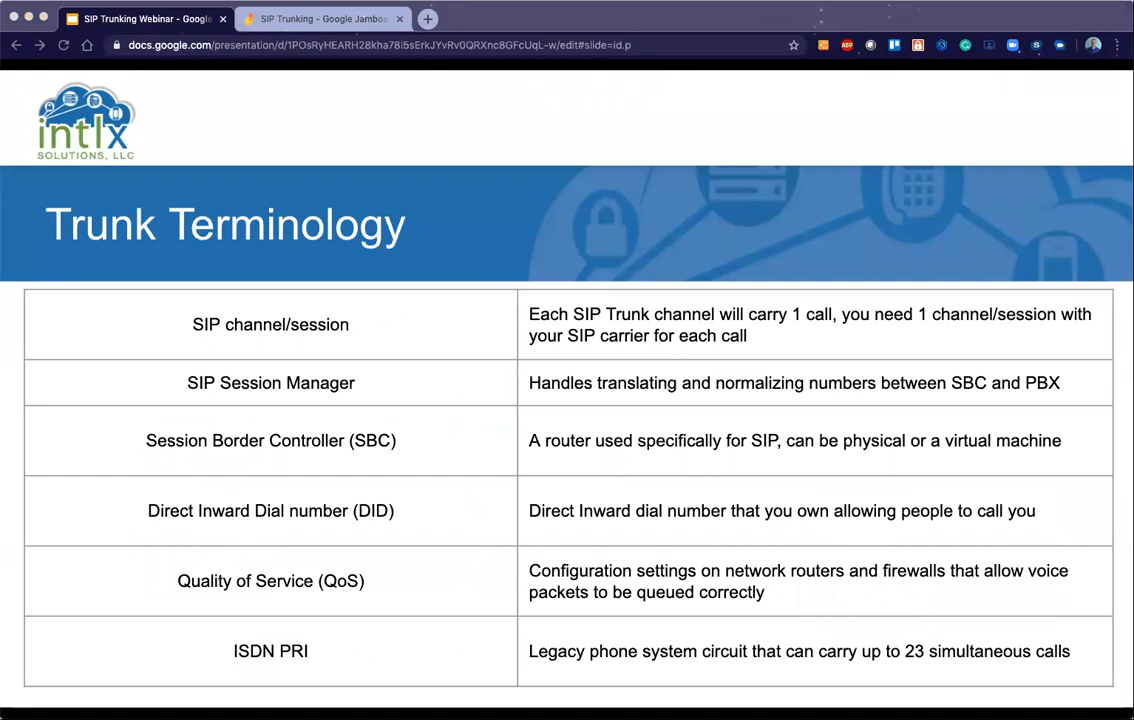 SIP Trunking Webinar - Google
SIP Trunking - Google Jamboa
docs.google.com/presentation/d/1POsRyHEARH28kha78I5sErkJYvRv0QRXnc8GFcUqL-w/edit#slide=id.p
ABP
intlx
SOLUTIONS, LLC
Trunk Terminology
SIP channel/session
Each SIP Trunk channel will carry 1 call, you need 1 channel/session with
your SIP carrier for each call
SIP Session Manager
Handles translating and normalizing numbers between SBC and PBX
Session Border Controller (SBC)
A router used specifically for SIP, can be physical or a virtual machine
Direct Inward Dial number (DID)
Direct Inward dial number that you own allowing people to call you
Quality of Service (QoS)
Configuration settings on network routers and firewalls that allow voice
packets to be queued correctly
ISDN PRI
Legacy phone system circuit that can carry up to 23 simultaneous calls